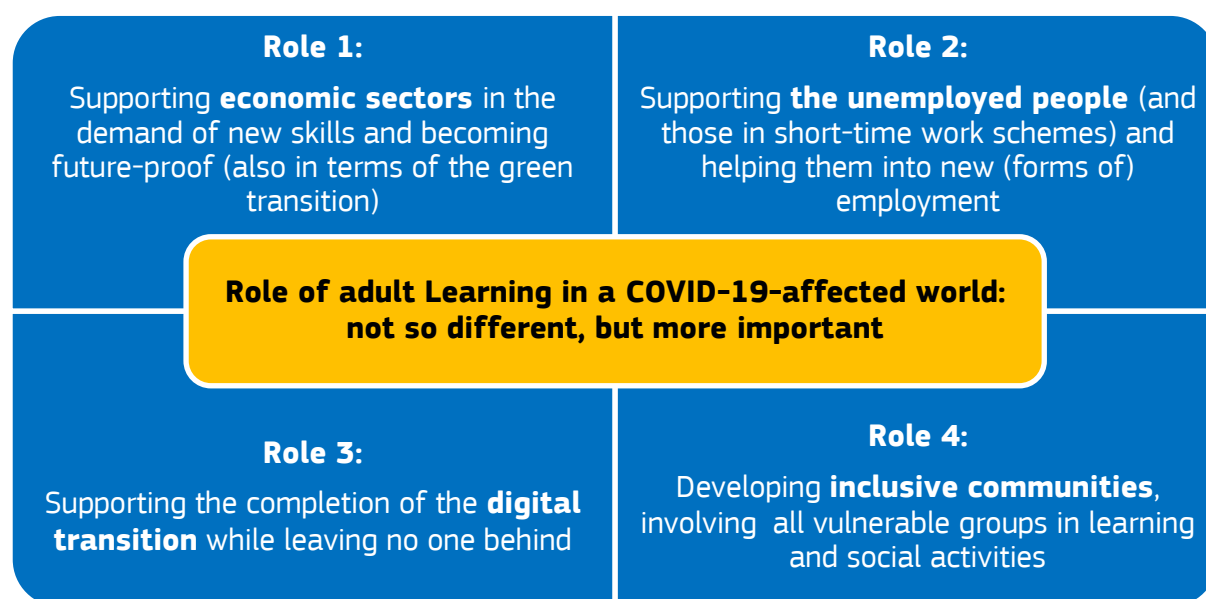 Role 1:
Supporting economic sectors in the
demand of new skills and becoming
future-proof (also in terms of the green
transition)
Role 2:
Supporting the unemployed people (and
those in short-time work schemes) and
helping them into new (forms of)
employment
Role of adult Learning in a COVID-19-affected world:
not so different, but more important
Role 3:
Supporting the completion of the digital
transition while leaving no one behind
Role 4:
Developing inclusive communities,
involving all vulnerable groups in learning
and social activities